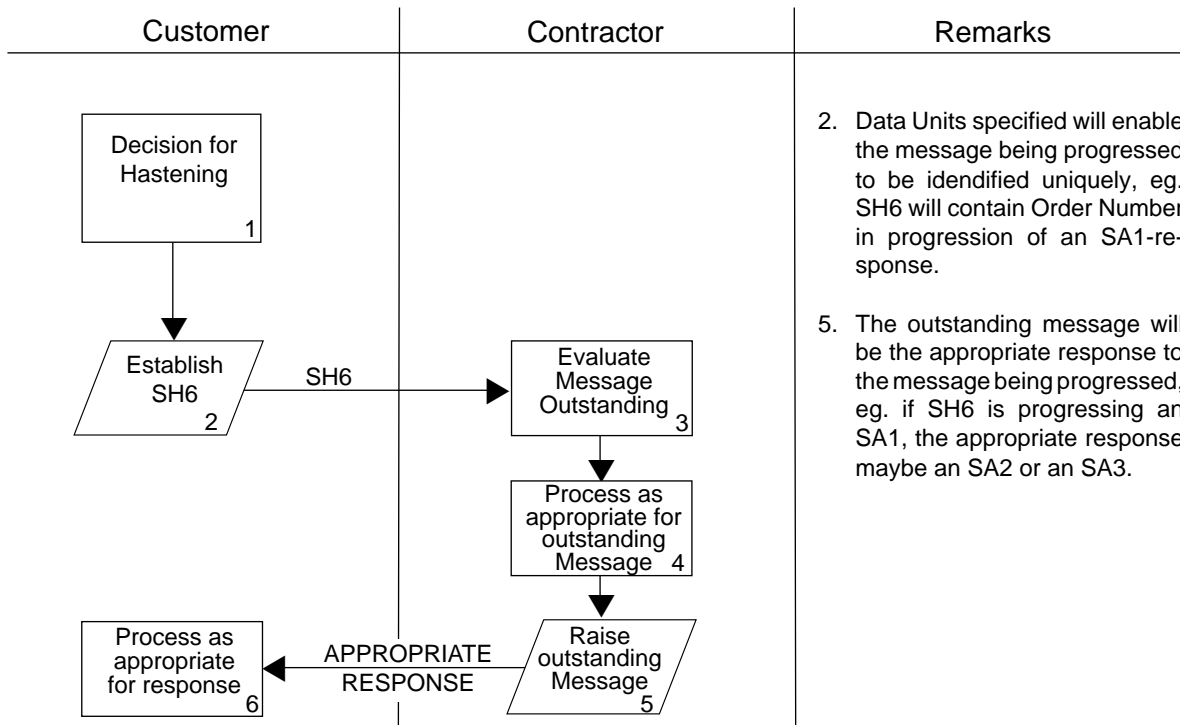 Customer
Contractor
Remarks
Decision for
Hastening
1
2. Data Units specified will enable
the message being progressed
to be idendified uniquely, eg.
SH6 will contain Order Number
in progression of an SA1-re-
sponse.
Establish
SH6
2
SH6
Evaluate
Message
Outstanding
3
5. The outstanding message will
be the appropriate response to
the message being progressed,
eg. if SH6 is progressing an
SA1, the appropriate response
maybe an SA2 or an SA3.
Process as
appropriate for
outstanding
Message 4
Raise
outstanding
Message
5
APPROPRIATE
RESPONSE
Process as
appropriate
for response
6